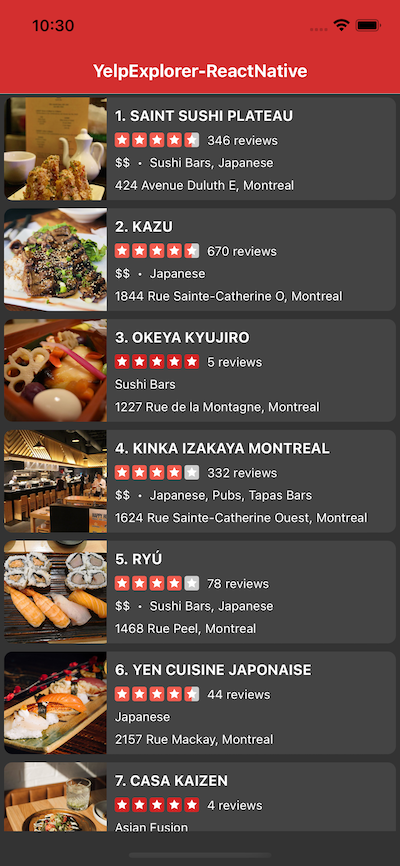 10:30
YelpExplorer-ReactNative
1. SAINT SUSHI PLATEAU
346 reviews
$$ • Sushi Bars, Japanese
424 Avenue Duluth E, Montreal
2. KAZU
670 reviews
$$ • Japanese
1844 Rue Sainte-Catherine O, Montreal
3. OKEYA KYUJIRO
5 reviews
Sushi Bars
1227 Rue de la Montagne, Montreal
4. KINKA IZAKAYA MONTREAL
332 reviews
$$ • Japanese, Pubs, Tapas Bars
1624 Rue Sainte-Catherine Ouest, Montreal
5. RYÚ
78 reviews
$$ • Sushi Bars, Japanese
1468 Rue Peel, Montreal
6. YEN CUISINE JAPONAISE
44 reviews
Japanese
2157 Rue Mackay, Montreal
7. CASA KAIZEN
4 reviews
Asian Fusion